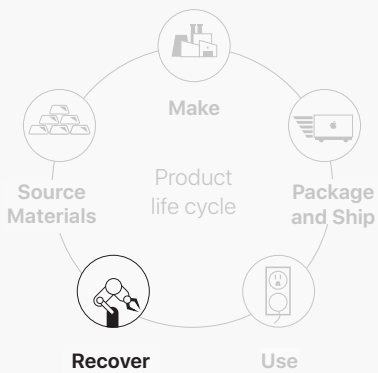 Make
Source
Materials
Product
life cycle
Package
and Ship
Recover
Use